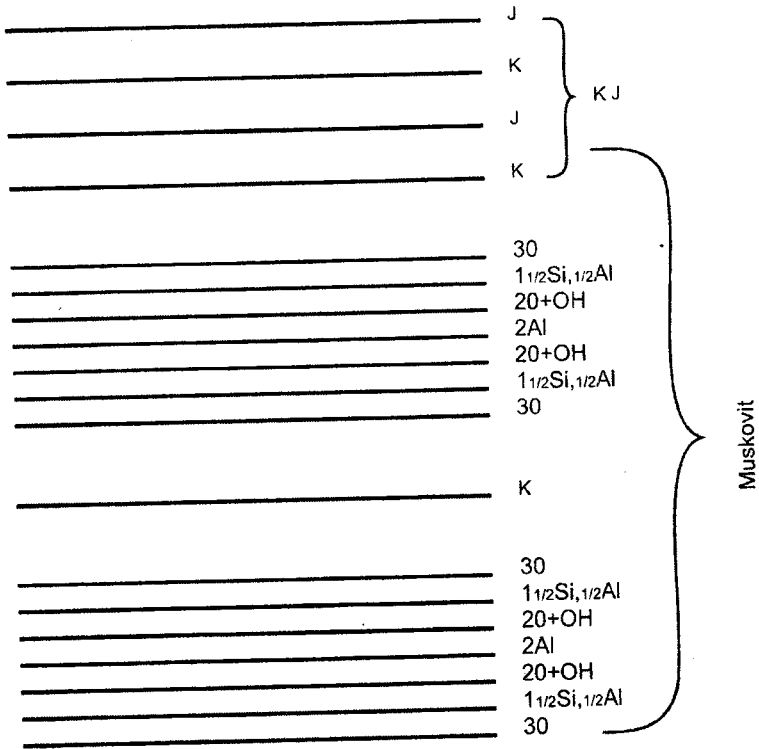 J
K
K J
J
K
30
1 1/2Si, 1/2Al
20+OH
2Al
20+OH
1 1/2Si, 1/2Al
30
K
30
1 1/2Si, 1/2Al
20+OH
2Al
20+OH
1 1/2Si, 1/2Al
30
Muskovit